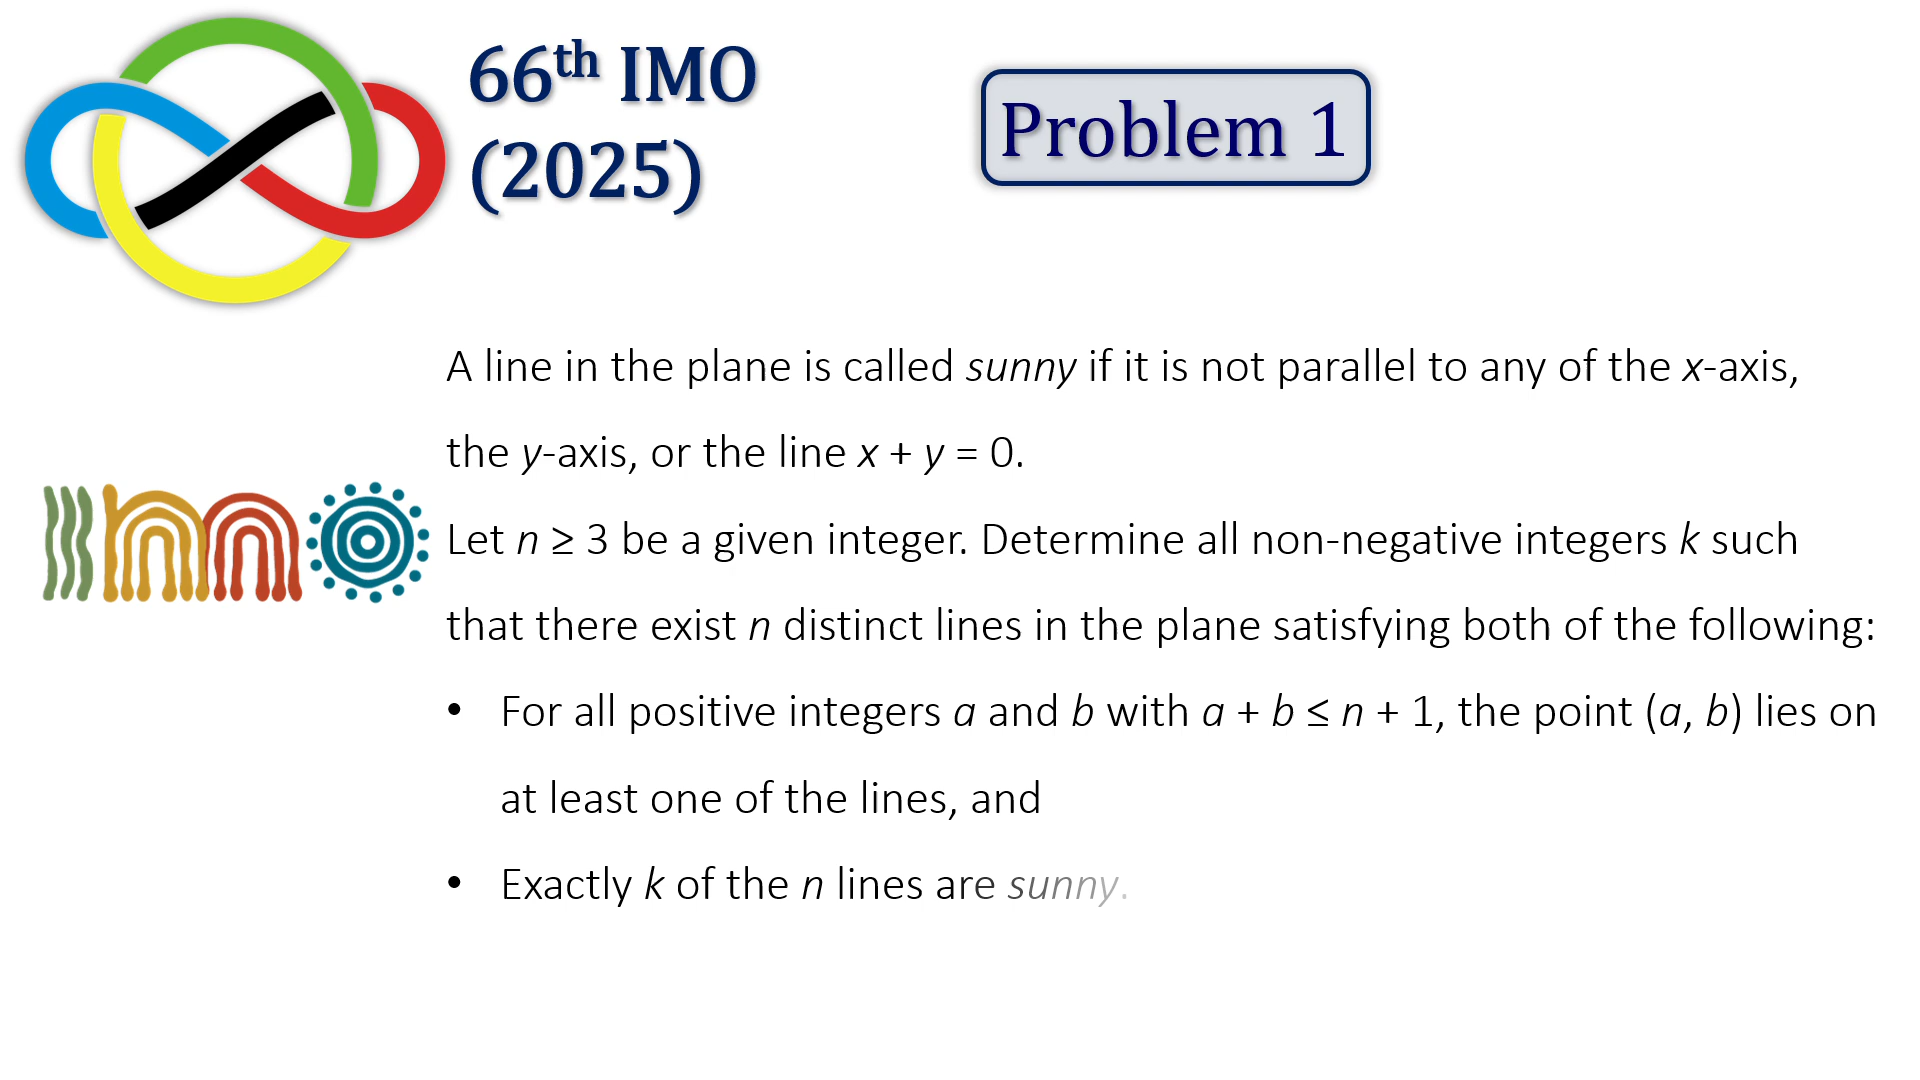 66th IMO
(2025)
Problem 1
A line in the plane is called sunny if it is not parallel to any of the x-axis,
the y-axis, or the line x + y = 0.
Let n ≥ 3 be a given integer. Determine all non-negative integers k such
that there exist n distinct lines in the plane satisfying both of the following:
• For all positive integers a and b with a + b ≤ n + 1, the point (a, b) lies on
at least one of the lines, and
• Exactly k of the n lines are sunny.